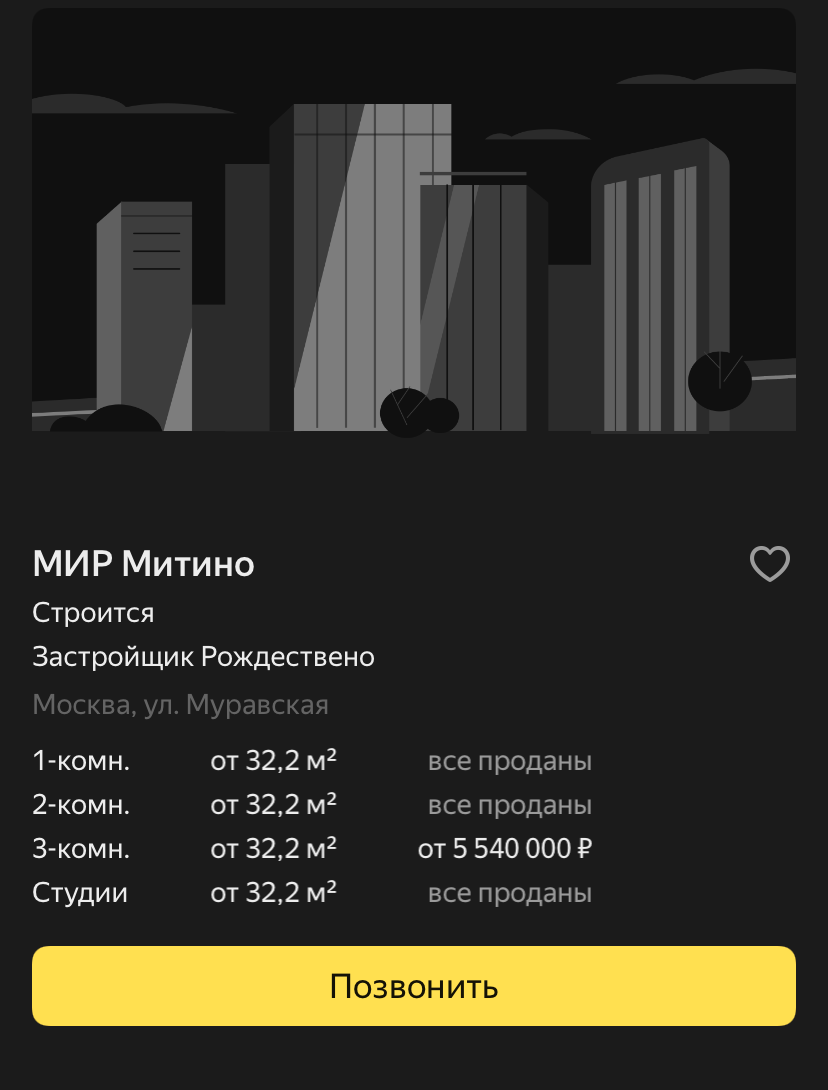 МИР Митино
Строится
Застройщик Рождествено
Москва, ул. Муравская
1-комн. от 32,2 м² все проданы
2-комн. от 32,2 м² все проданы
3-комн. от 32,2 м² от 5 540 000 ₽
Студии от 32,2 м² все проданы
Позвонить